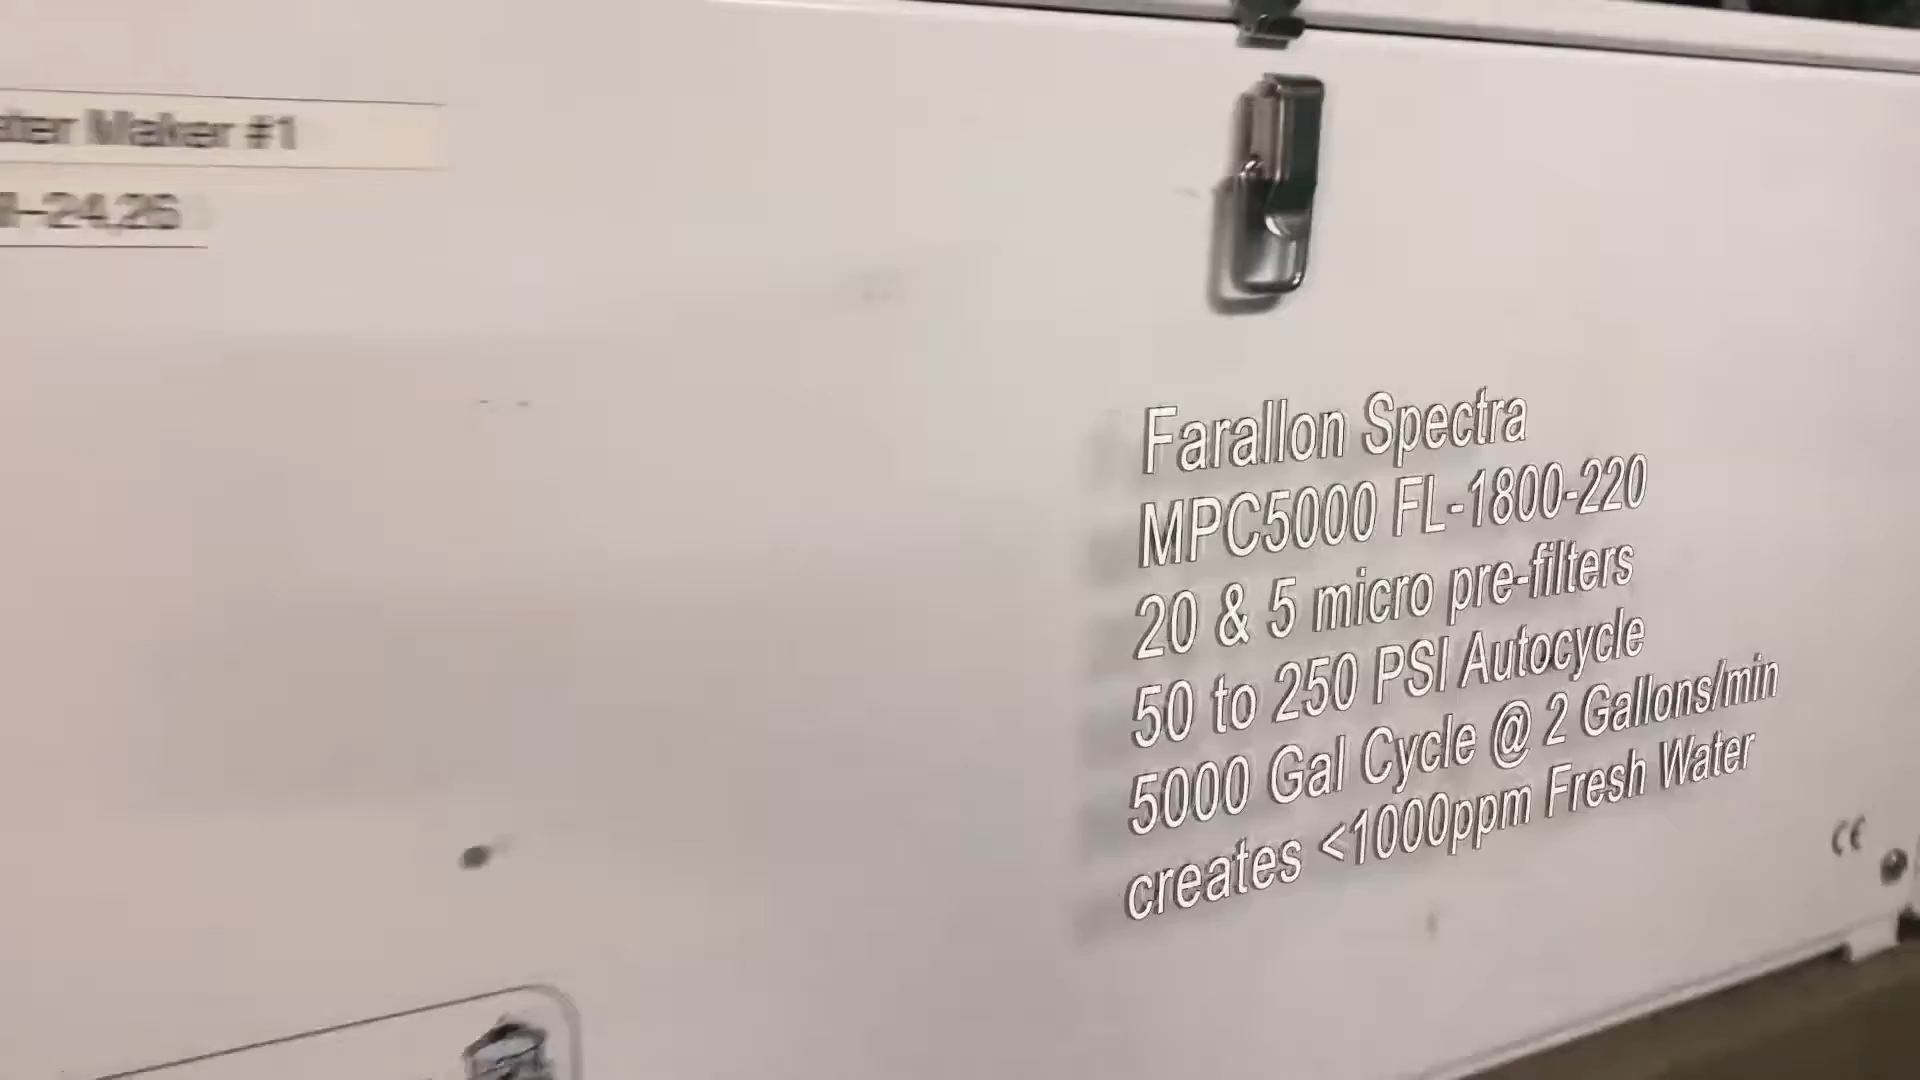 Maker #1
24,26
Farallon Spectra
MPC5000 FL-1800-220
20 & 5 micro pre-filters
50 to 250 PSI Autocycle
5000 Gal Cycle @ 2 Gallons/min
creates <1000ppm Fresh Water
CE